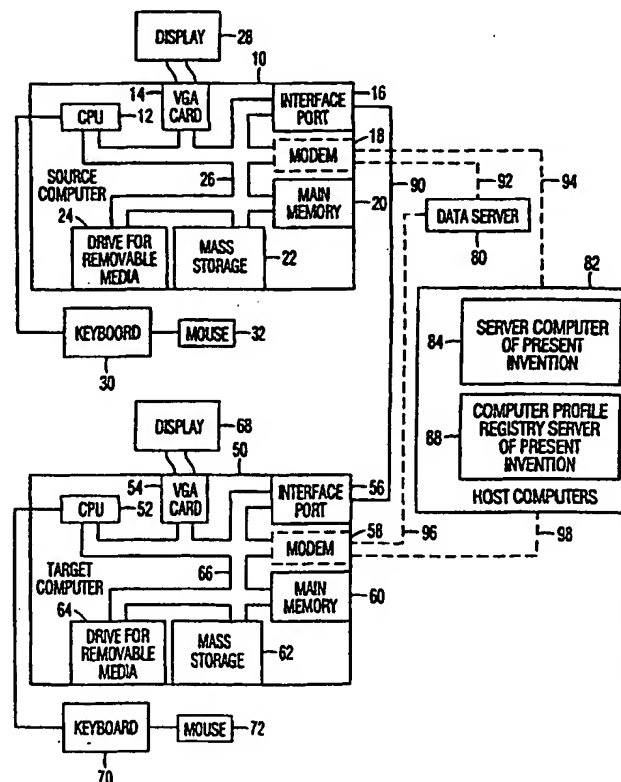 DISPLAY
28
10
14
VGA
CARD
INTERFACE
PORT
16
CPU
12
18
MODEM
26
SOURCE
COMPUTER
90
92
94
24
MAIN
MEMORY
20
DATA SERVER
80
DRIVE FOR
REMOVABLE
MEDIA
MASS
STORAGE
22
82
KEYBOORD
MOUSE
32
30
84
SERVER COMPUTER
OF PRESENT
INVENTION
DISPLAY
68
50
88
COMPUTER PROFILE
REGISTRY SERVER
OF PRESENT
INVENTION
HOST COMPUTERS
54
VGA
CARD
INTERFACE
PORT
56
CPU
52
58
MODEM
96
98
66
TARGET
COMPUTER
64
MAIN
MEMORY
60
DRIVE FOR
REMOVABLE
MEDIA
MASS
STORAGE
62
KEYBOARD
MOUSE
72
70